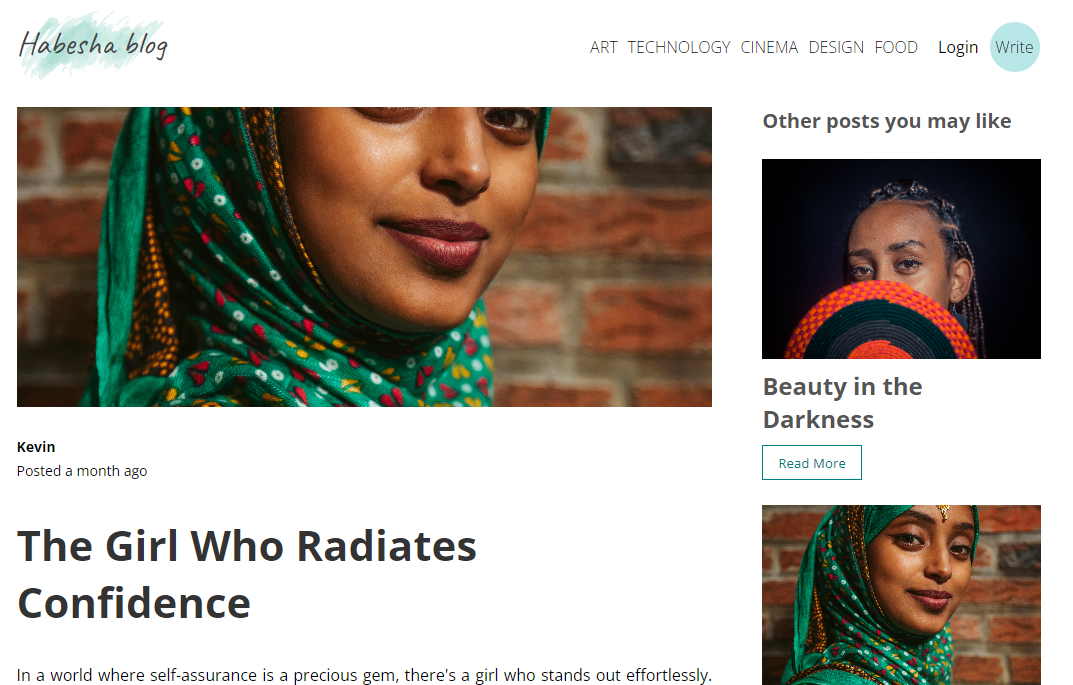 Habesha blog
ART TECHNOLOGY CINEMA DESIGN FOOD Login Write
Kevin
Posted a month ago
The Girl Who Radiates
Confidence
In a world where self-assurance is a precious gem, there's a girl who stands out effortlessly.
Other posts you may like
Beauty in the
Darkness
Read More